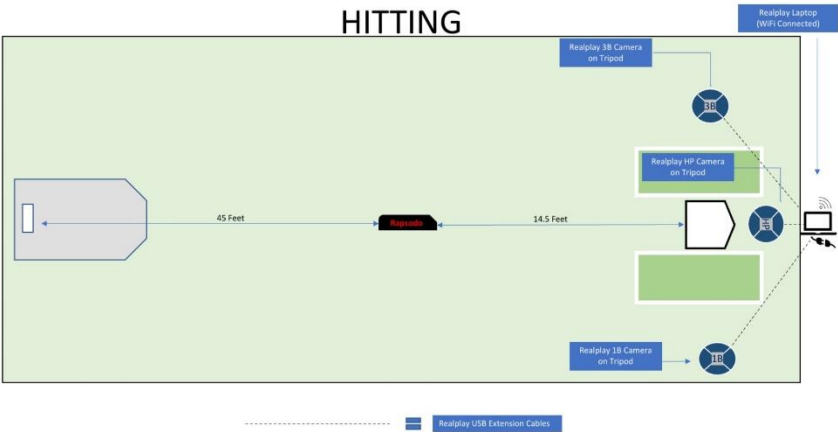 HITTING
Realplay Laptop
(WiFi Connected)
Realplay 3B Camera
on Tripod
3B
Realplay HP Camera
on Tripod
HP
45 Feet
Rapsodo
14.5 Feet
Realplay 1B Camera
on Tripod
1B
Realplay USB Extension Cables